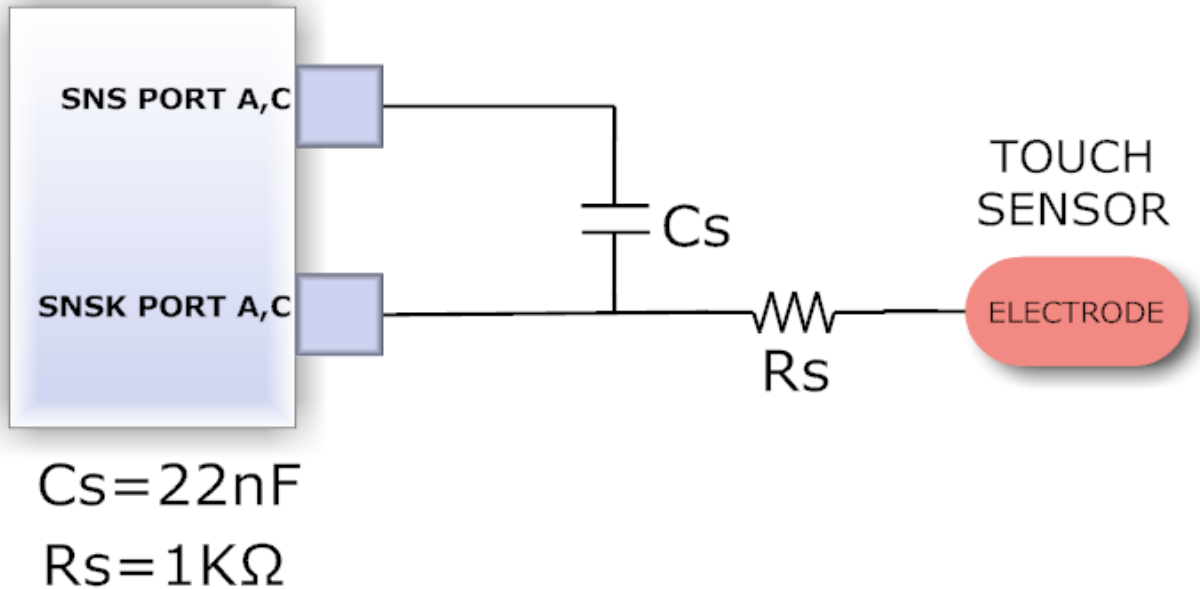 SNS PORT A,C
SNSK PORT A,C
Cs
Rs
TOUCH
SENSOR
ELECTRODE
Cs=22nF
Rs=1KΩ